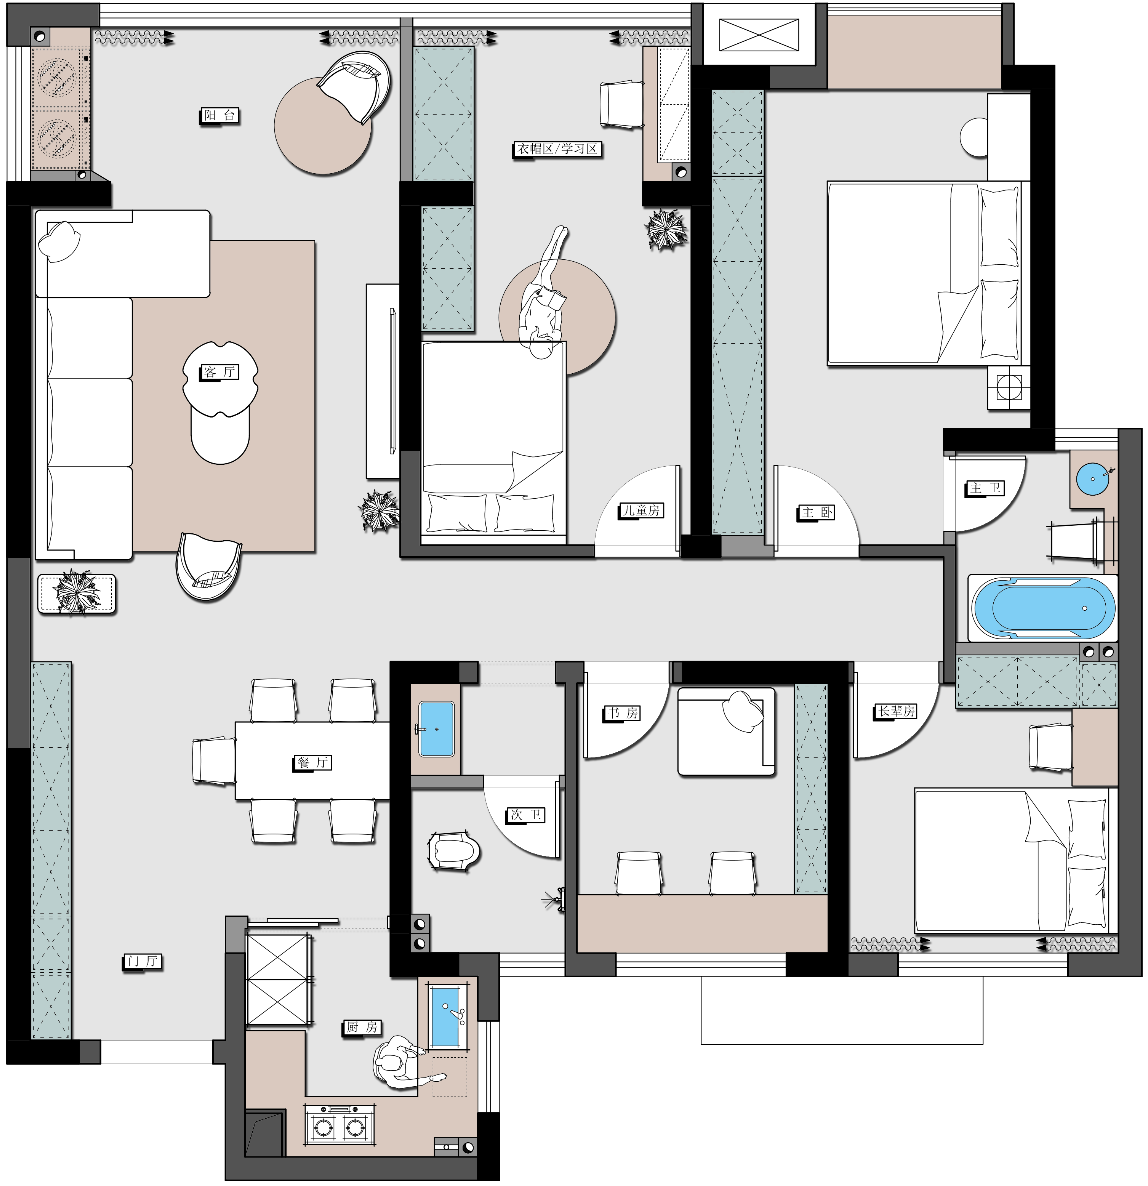 阳 台
衣帽区/学习区
客 厅
主 卫
儿童房
主 卧
长辈房
书 房
餐 厅
次 卫
门 厅
厨 房